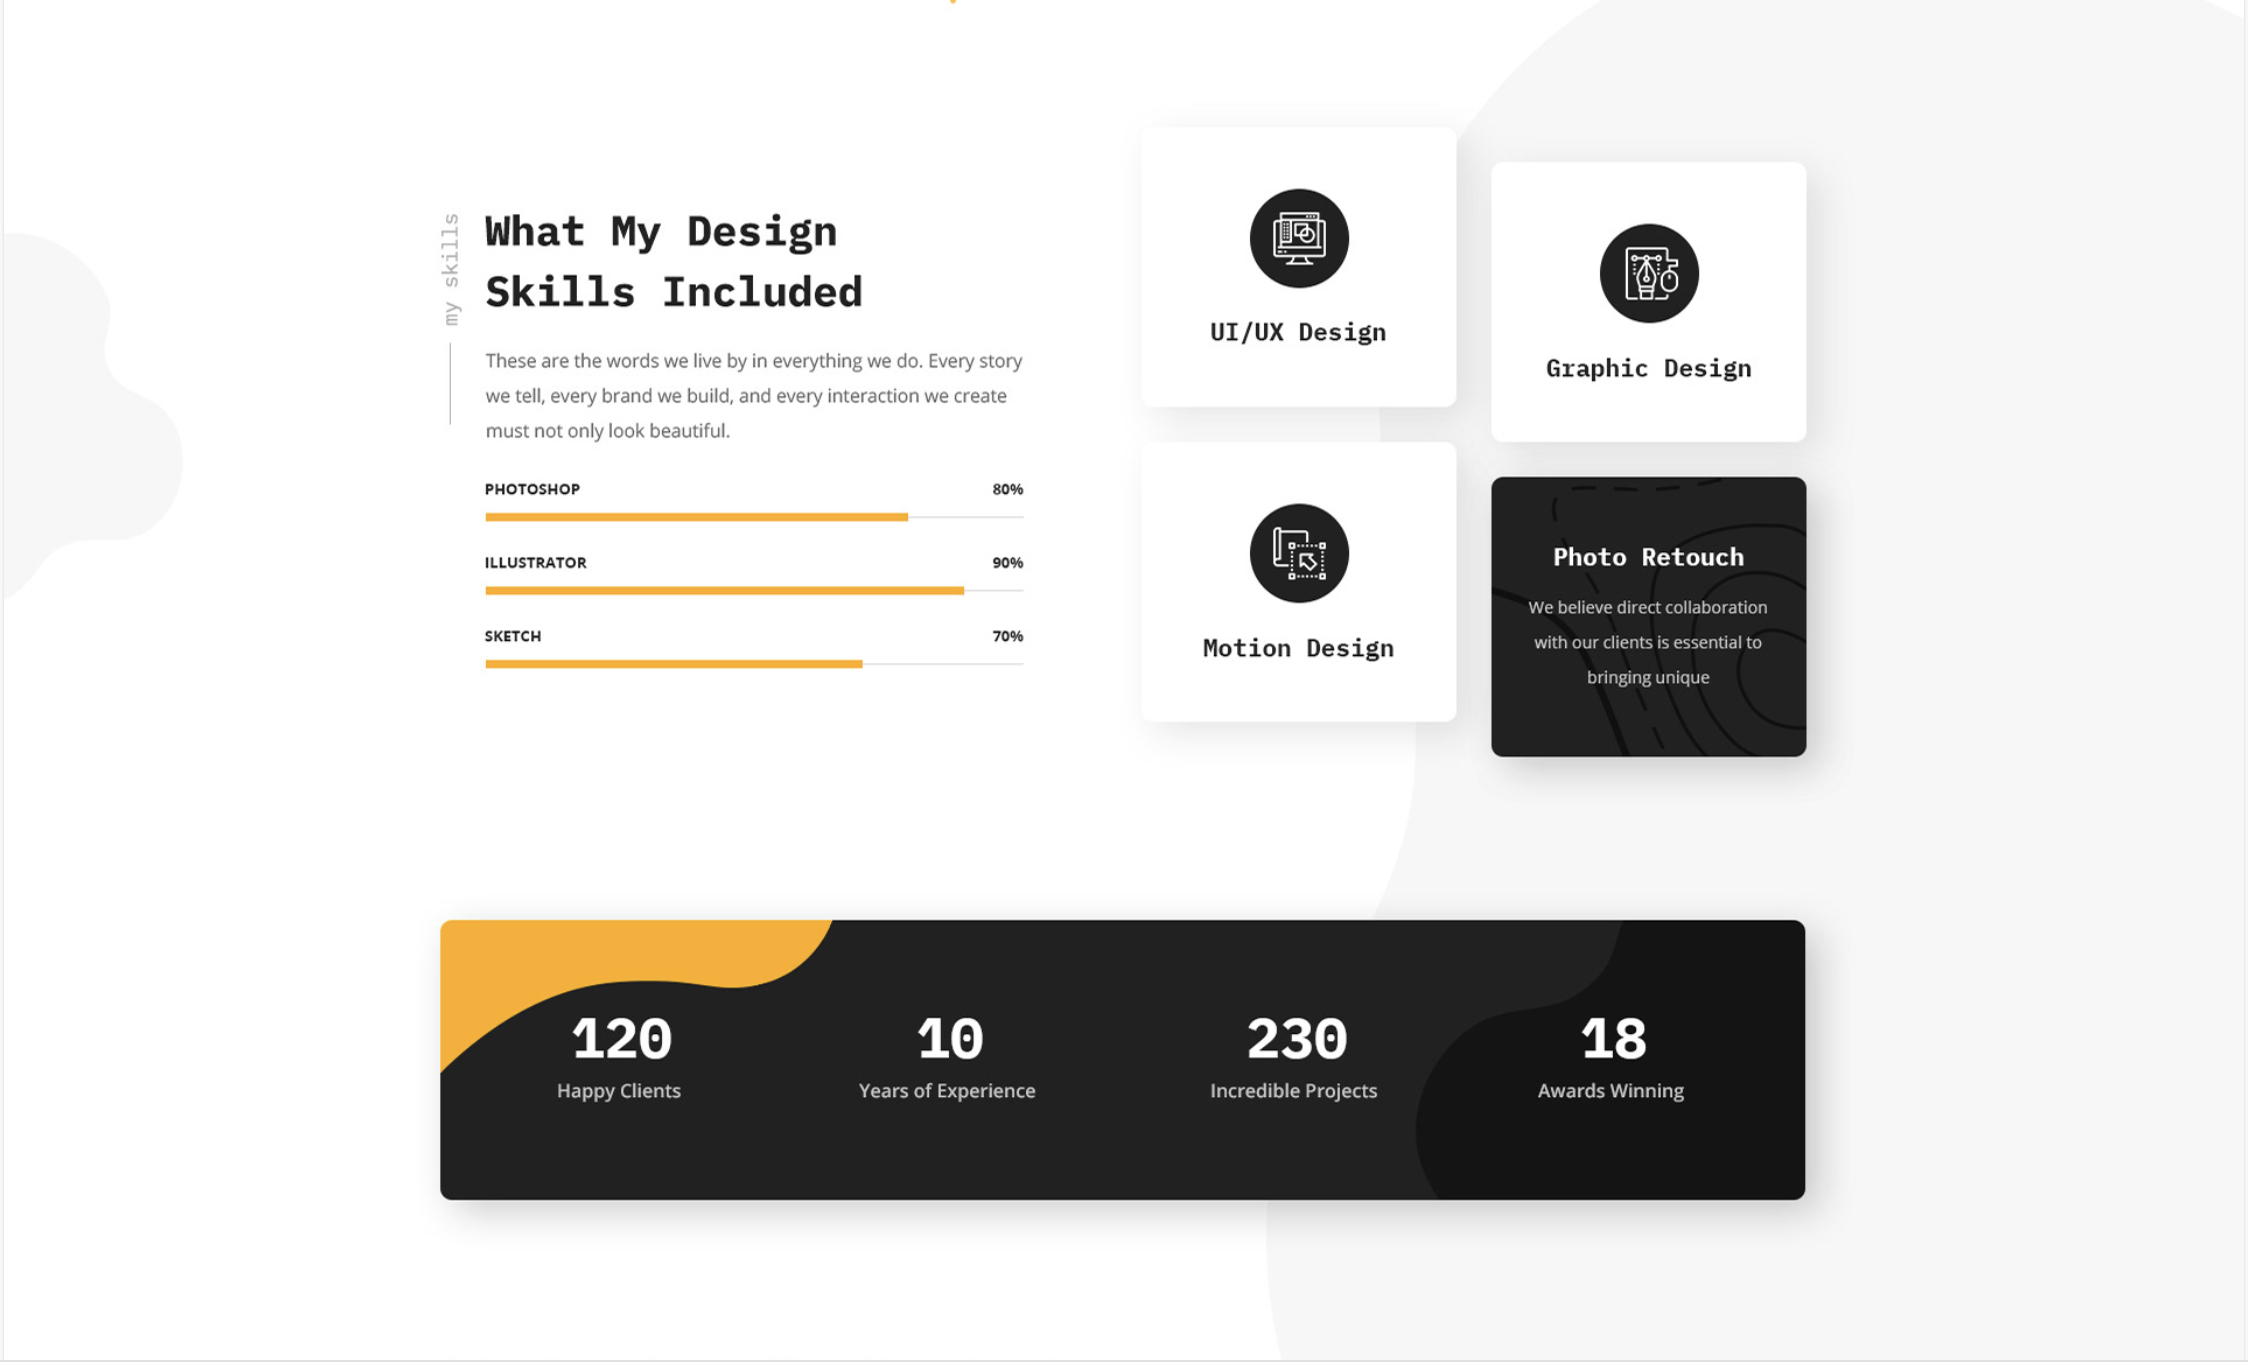 my skills
What My Design
Skills Included
These are the words we live by in everything we do. Every story
we tell, every brand we build, and every interaction we create
must not only look beautiful.
PHOTOSHOP 80%
ILLUSTRATOR 90%
SKETCH 70%
UI/UX Design
Graphic Design
Motion Design
Photo Retouch
We believe direct collaboration
with our clients is essential to
bringing unique
120
Happy Clients
10
Years of Experience
230
Incredible Projects
18
Awards Winning